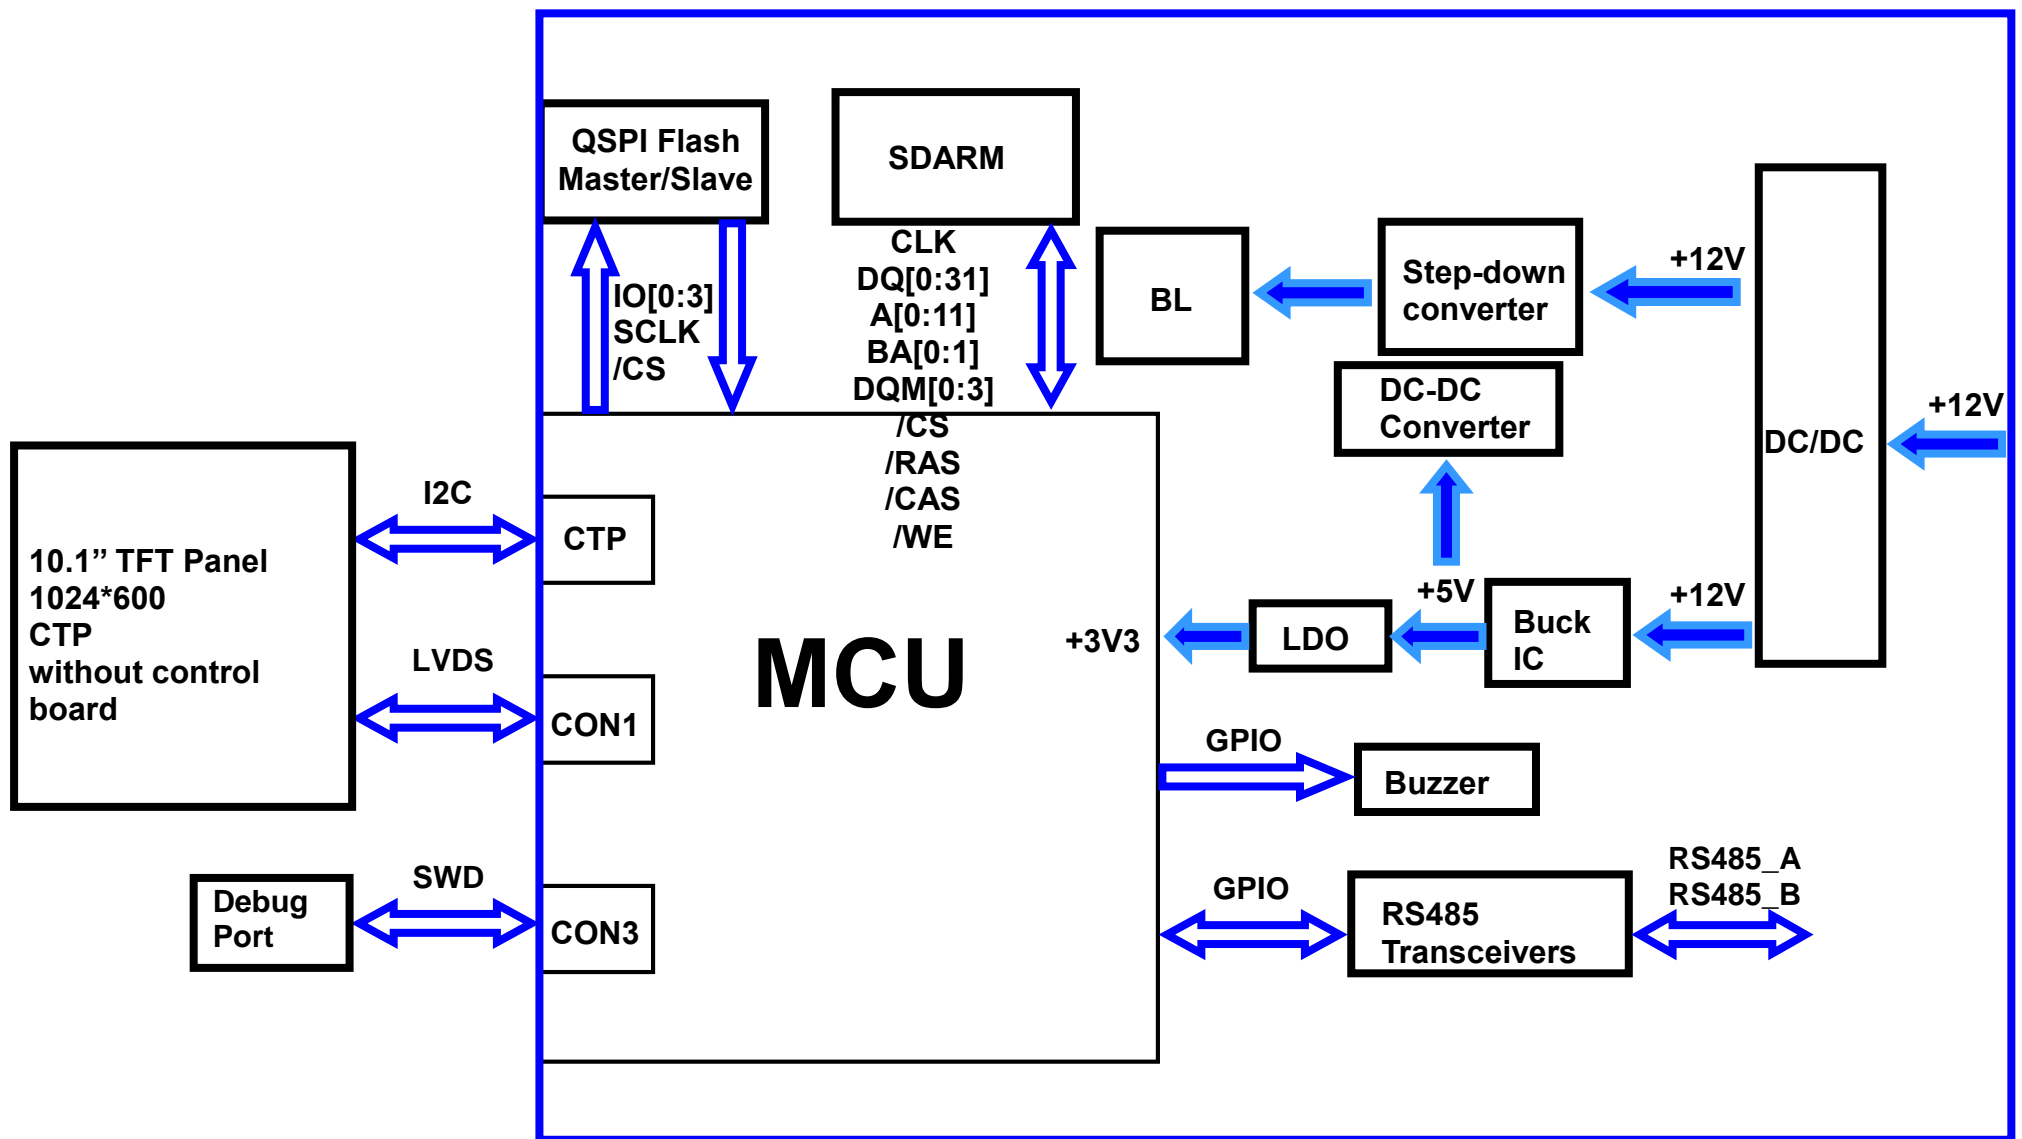 QSPI Flash
Master/Slave
SDARM
IO[0:3]
SCLK
/CS
CLK
DQ[0:31]
A[0:11]
BA[0:1]
DQM[0:3]
/CS
/RAS
/CAS
/WE
BL
Step-down
converter
+12V
DC-DC
Converter
DC/DC
+12V
10.1’’ TFT Panel
1024*600
CTP
without control
board
I2C
CTP
LVDS
CON1
MCU
+3V3
LDO
+5V
Buck
IC
+12V
GPIO
Buzzer
Debug
Port
SWD
CON3
GPIO
RS485
Transceivers
RS485_A
RS485_B